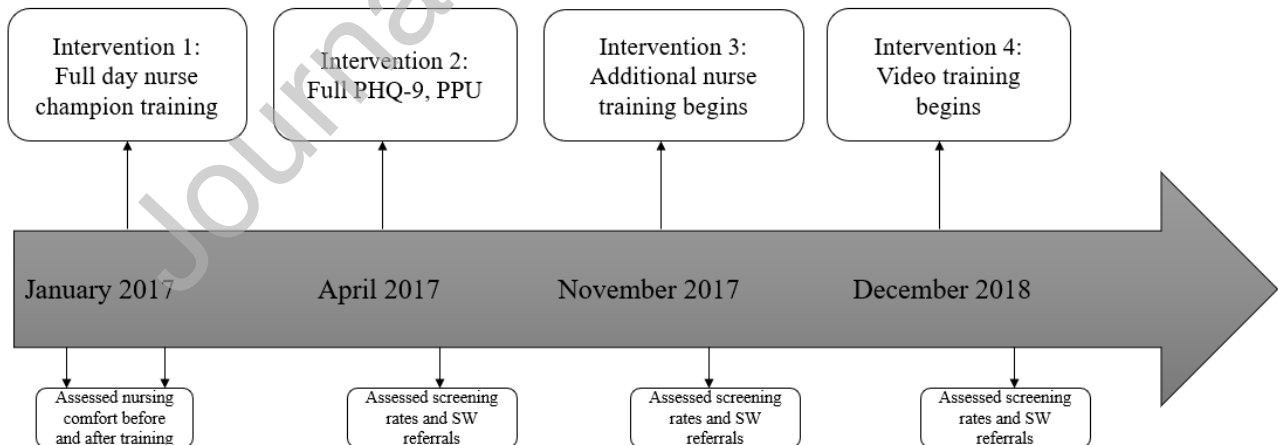 Intervention 1:
Full day nurse
champion training
Intervention 2:
Full PHQ-9, PPU
Intervention 3:
Additional nurse
training begins
Intervention 4:
Video training
begins
Journa
January 2017
April 2017
November 2017
December 2018
Assessed nursing
comfort before
and after training
Assessed screening
rates and SW
referrals
Assessed screening
rates and SW
referrals
Assessed screening
rates and SW
referrals